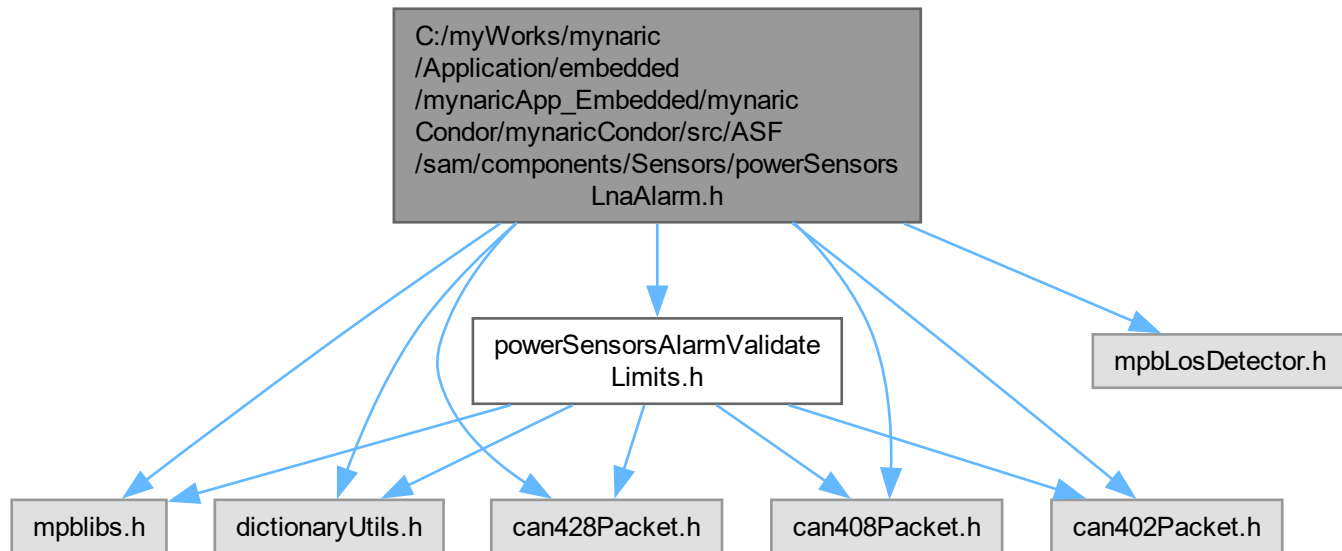 C:/myWorks/mynaric
/Application/embedded
/mynaricApp_Embedded/mynaric
Condor/mynaricCondor/src/ASF
/sam/components/Sensors/powerSensors
LnaAlarm.h
powerSensorsAlarmValidate
Limits.h
mpbLosDetector.h
mpblibs.h
dictionaryUtils.h
can428Packet.h
can408Packet.h
can402Packet.h